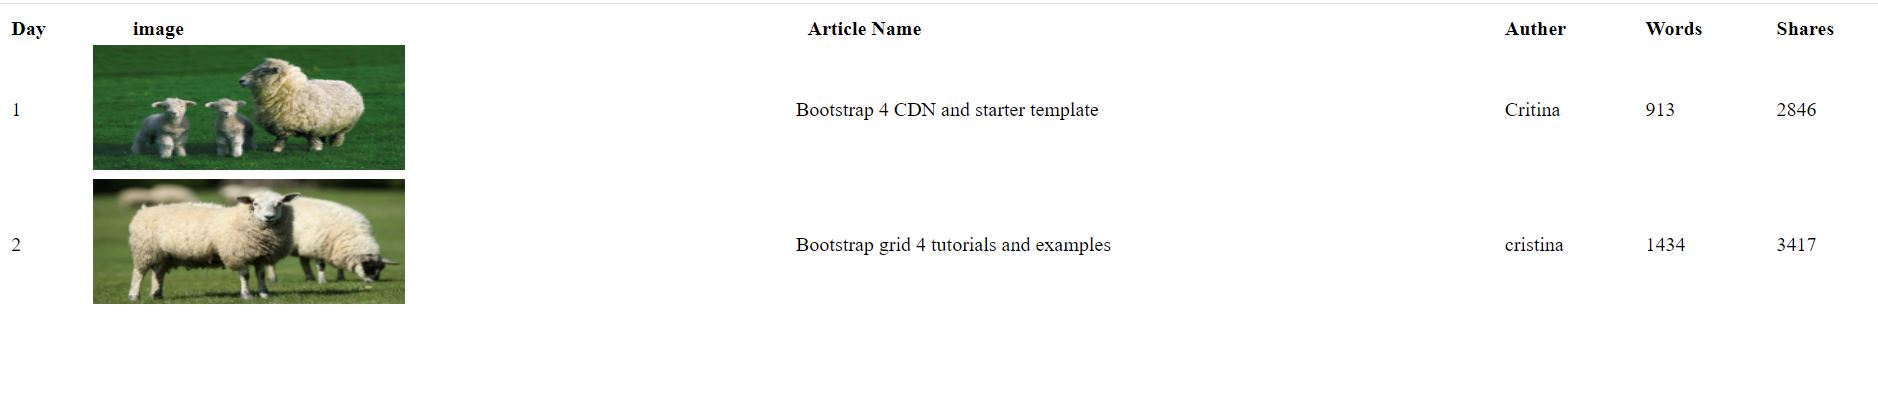 Day image Article Name Auther Words Shares
1 Bootstrap 4 CDN and starter template Critina 913 2846
2 Bootstrap grid 4 tutorials and examples cristina 1434 3417